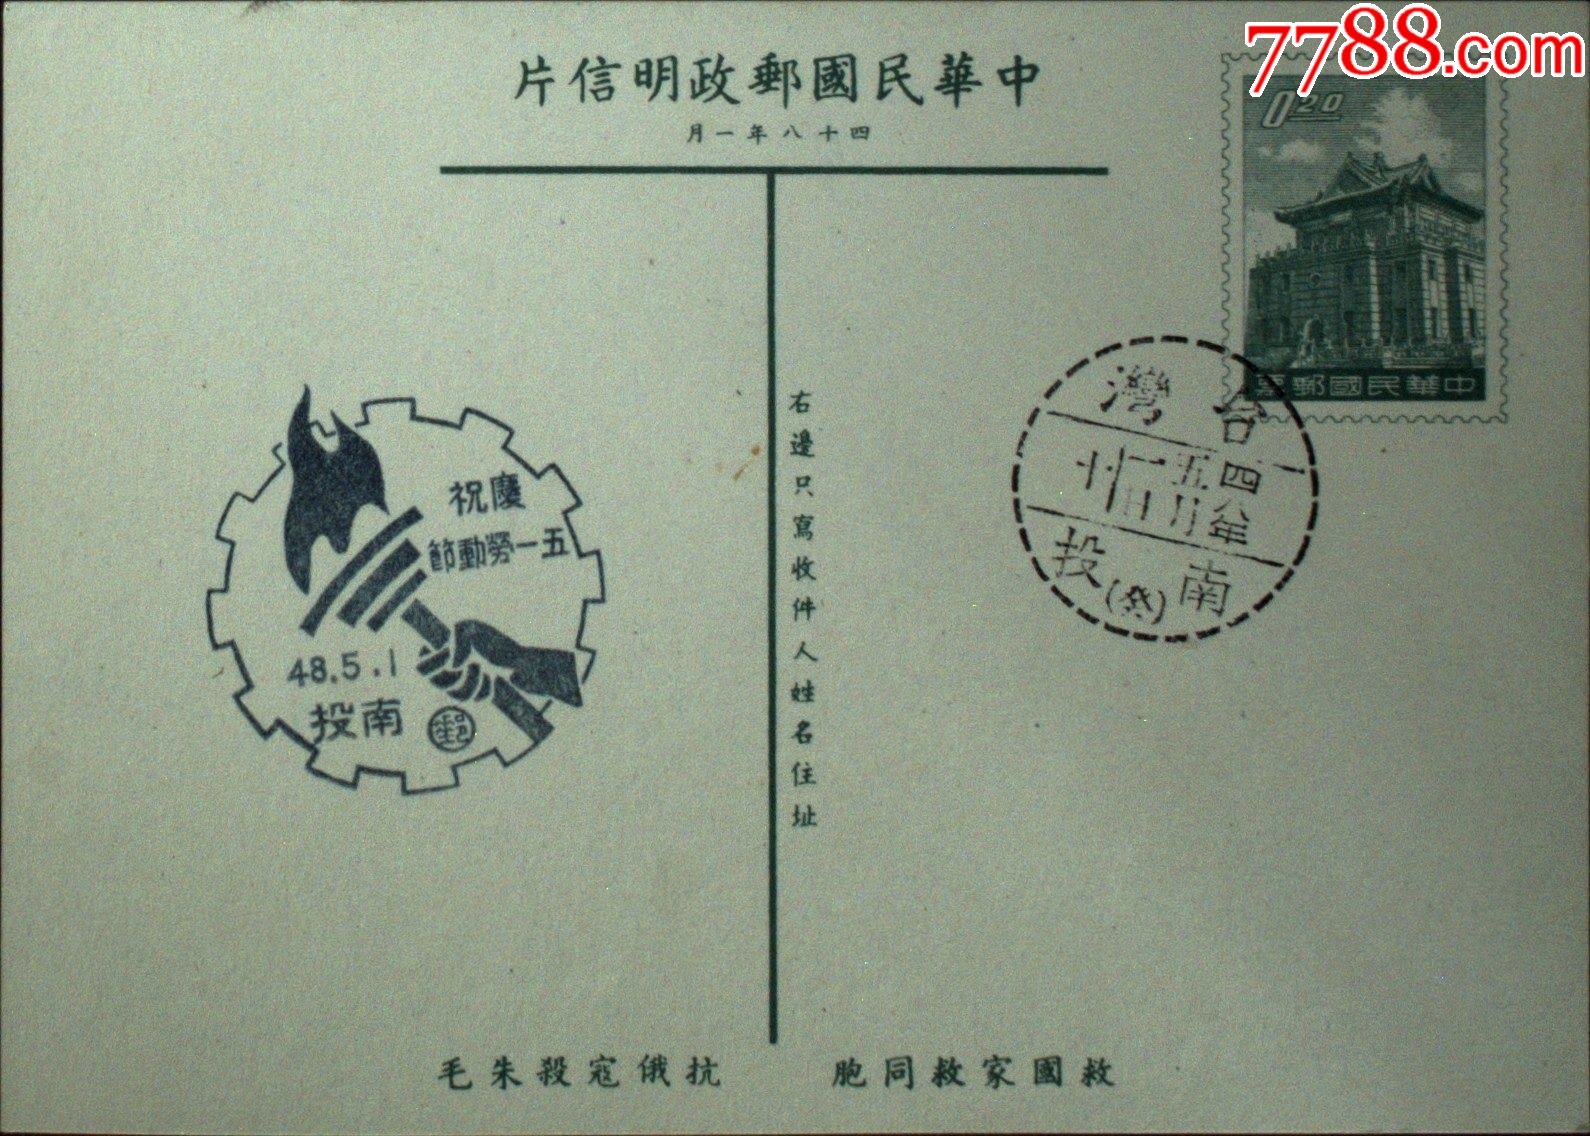 7788.com
中華民國郵政明信片
四十八年一月
0.20
中華民國郵票
台灣
四八年
五月
一日
十
南投
(癸)
右邊只寫收件人姓名住址
慶祝
五一勞動節
48.5.1
南投
郵
救國家救同胞
抗俄寇殺朱毛